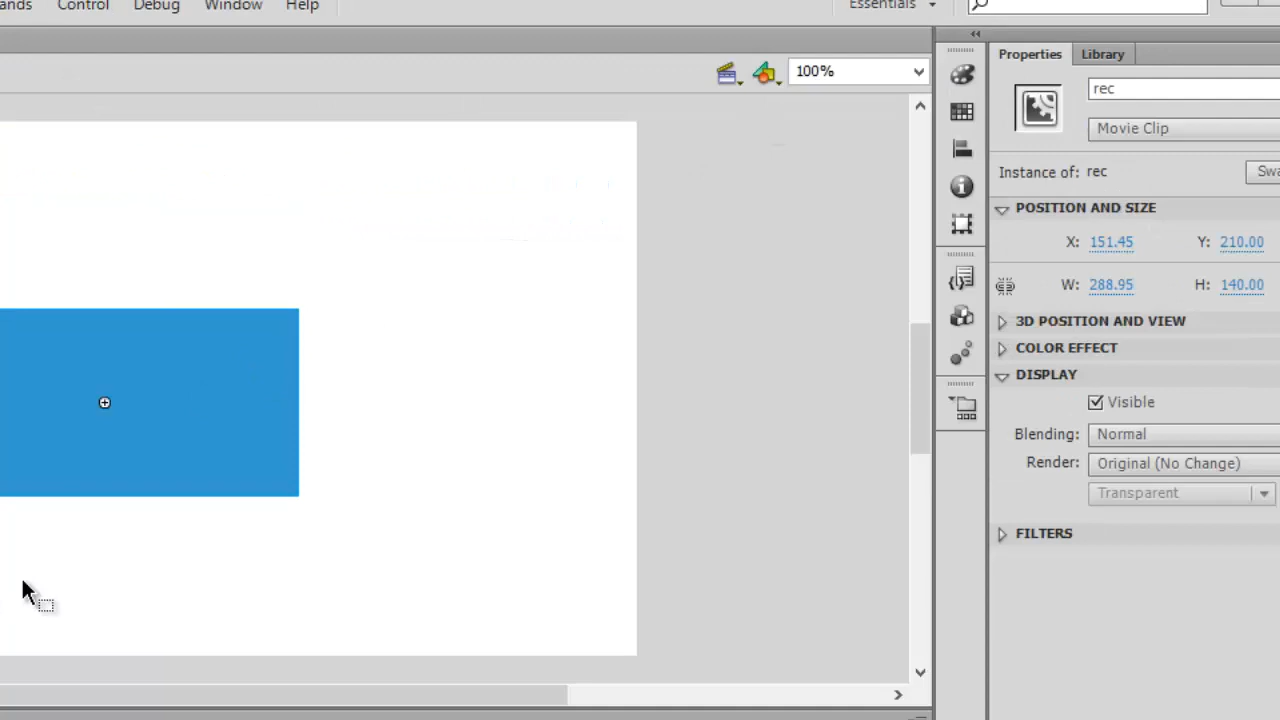 ands Control Debug Window Help Essentials
100%
Properties Library
rec
Movie Clip
Instance of: rec Swa
POSITION AND SIZE
X: 151.45 Y: 210.00
W: 288.95 H: 140.00
3D POSITION AND VIEW
COLOR EFFECT
DISPLAY
Visible
Blending: Normal
Render: Original (No Change)
Transparent
FILTERS